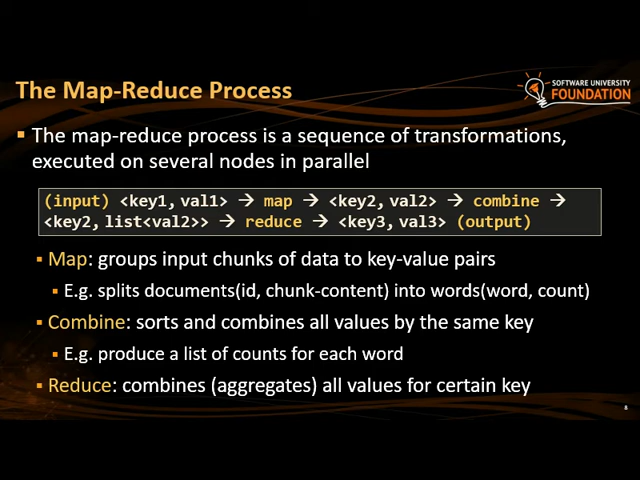 The Map-Reduce Process
SOFTWARE UNIVERSITY
FOUNDATION
The map-reduce process is a sequence of transformations,
executed on several nodes in parallel
(input) <key1, val1> → map → <key2, val2> → combine →
<key2, list<val2>> → reduce → <key3, val3> (output)
Map: groups input chunks of data to key-value pairs
E.g. splits documents(id, chunk-content) into words(word, count)
Combine: sorts and combines all values by the same key
E.g. produce a list of counts for each word
Reduce: combines (aggregates) all values for certain key
8